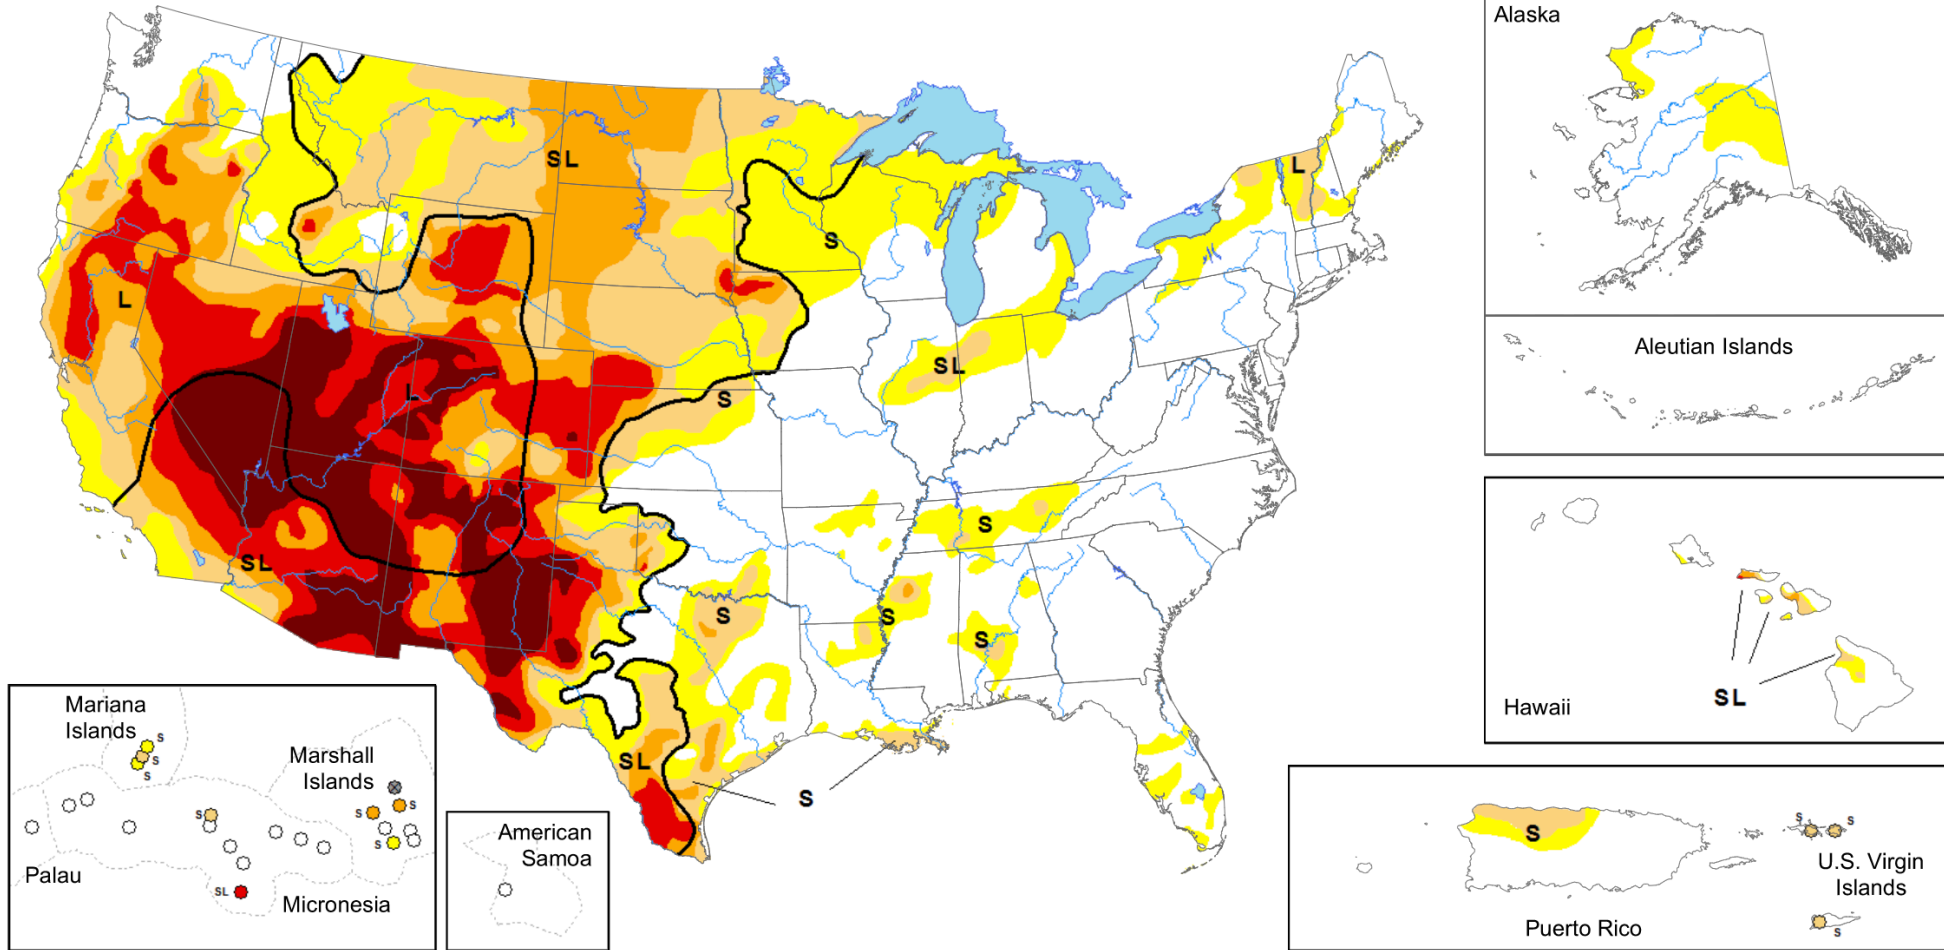 Alaska
Aleutian Islands
SL
L
S
L
SL
L
S
S
SL
S
S
S
S
SL
S
SL
Hawaii
SL
Mariana
Islands
S
S
S
Marshall
Islands
S
S
S
S
SL
Palau
Micronesia
American
Samoa
S
S
S
U.S. Virgin
Islands
S
Puerto Rico